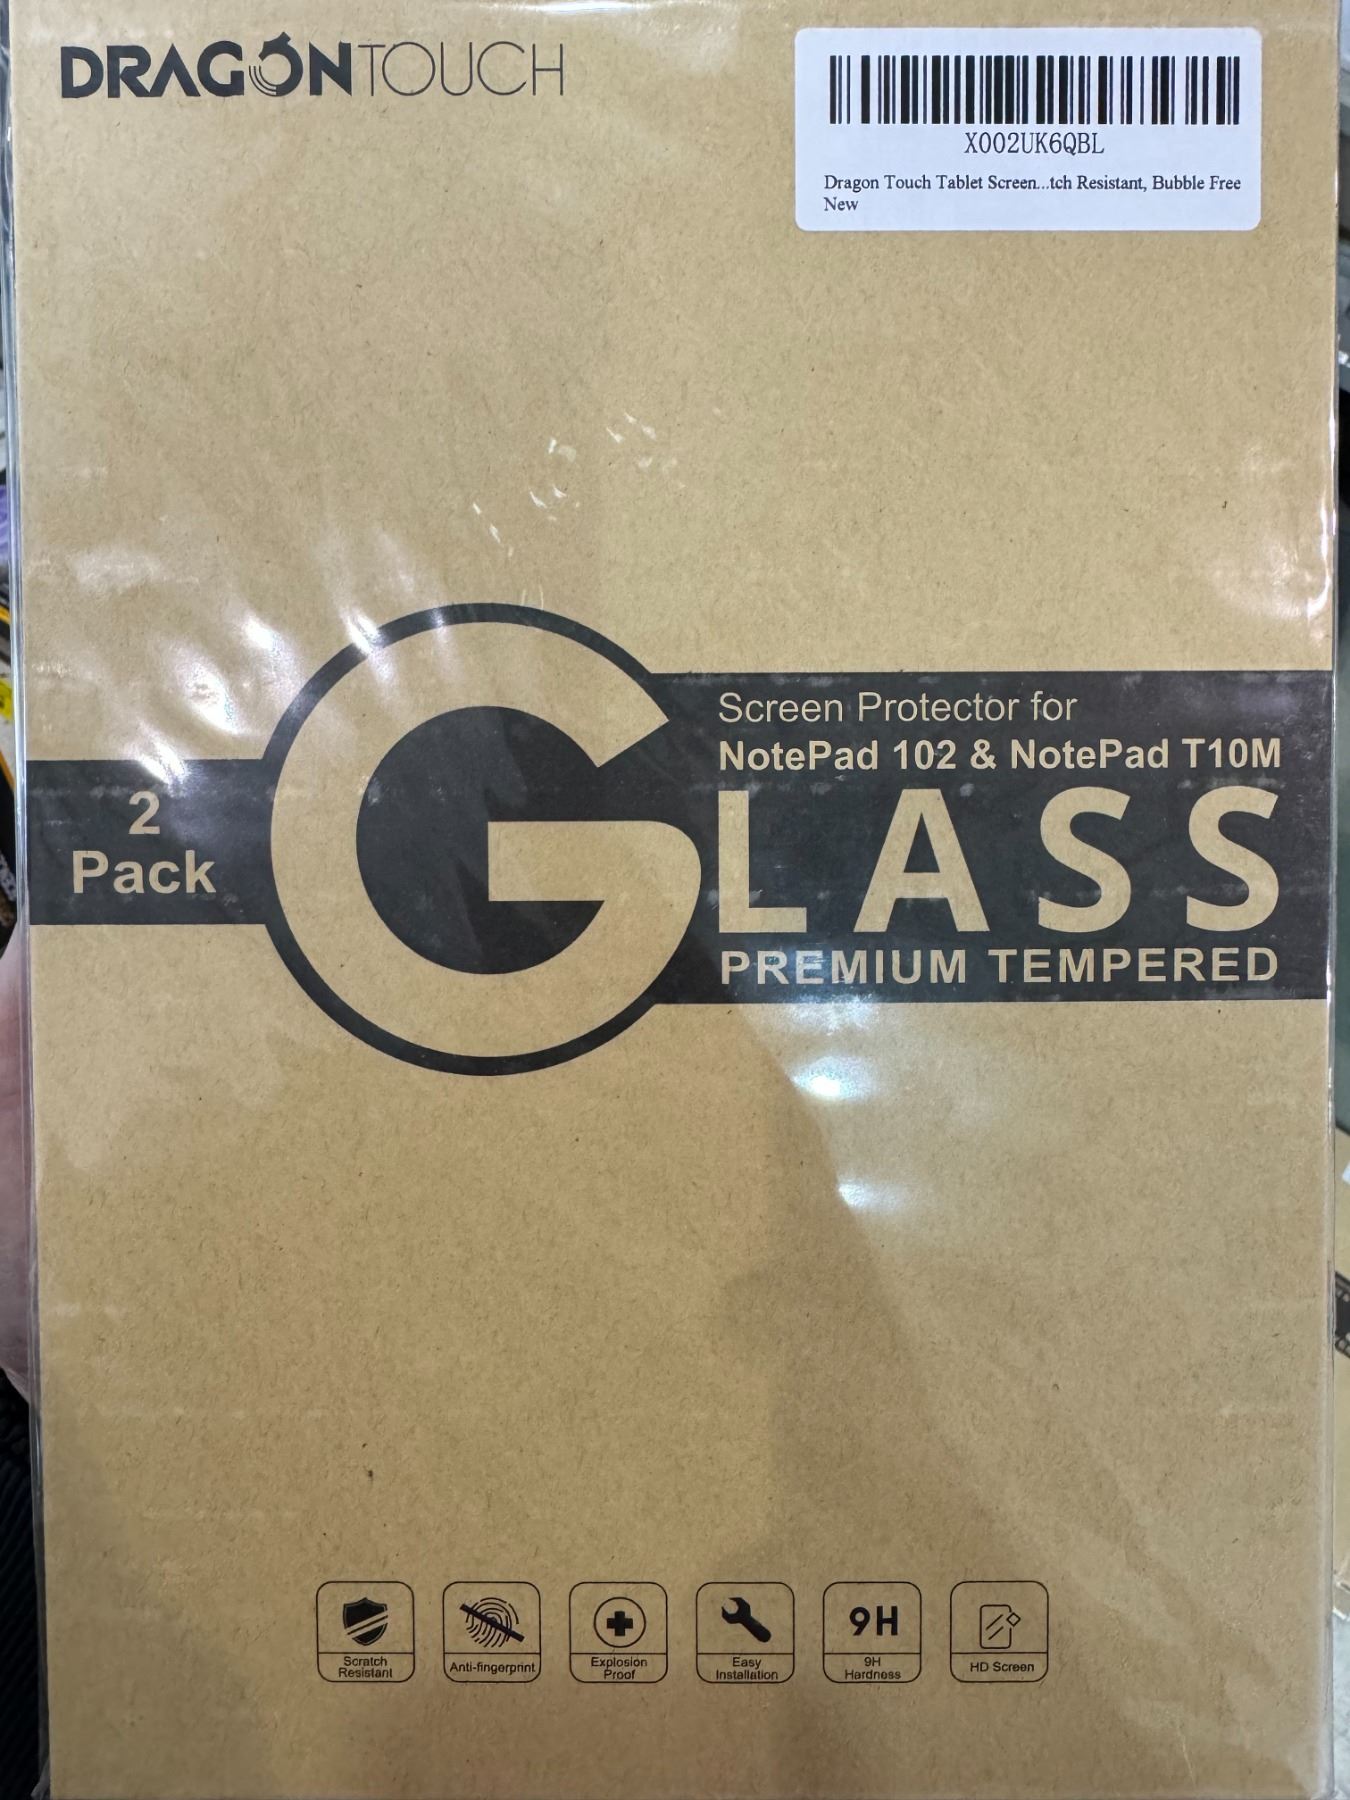 DRAGONTOUCH
X002UK6QBL
Dragon Touch Tablet Screen...tch Resistant, Bubble Free
New
2
Pack
Screen Protector for
NotePad 102 & NotePad T10M
GLASS
PREMIUM TEMPERED
Scratch
Resistant
Anti-fingerprint
Explosion
Proof
Easy
Installation
9H
9H
Hardness
HD Screen